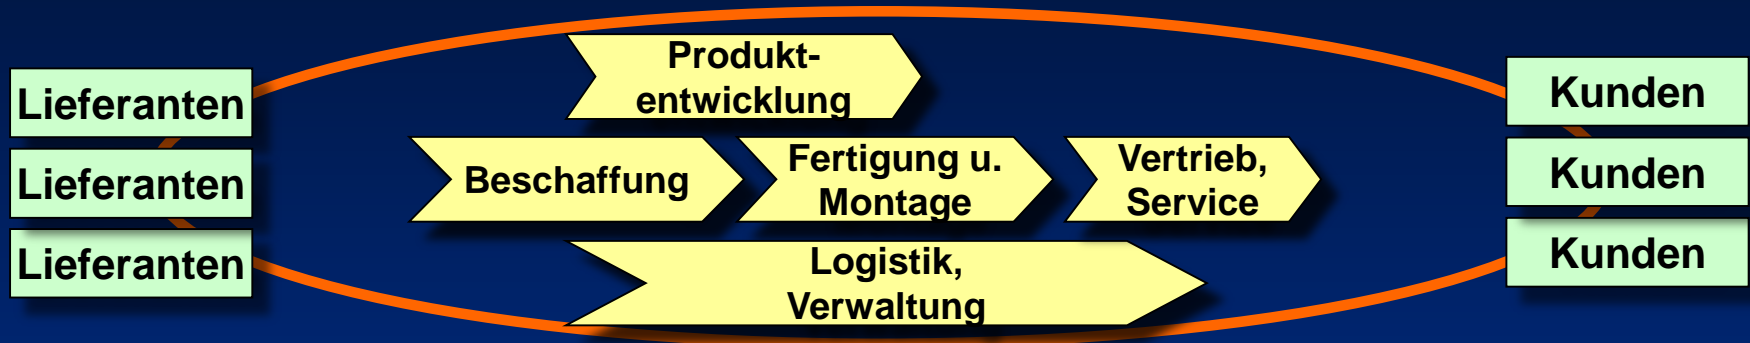 Lieferanten
Lieferanten
Lieferanten
Produkt-
entwicklung
Beschaffung
Fertigung u.
Montage
Vertrieb,
Service
Logistik,
Verwaltung
Kunden
Kunden
Kunden